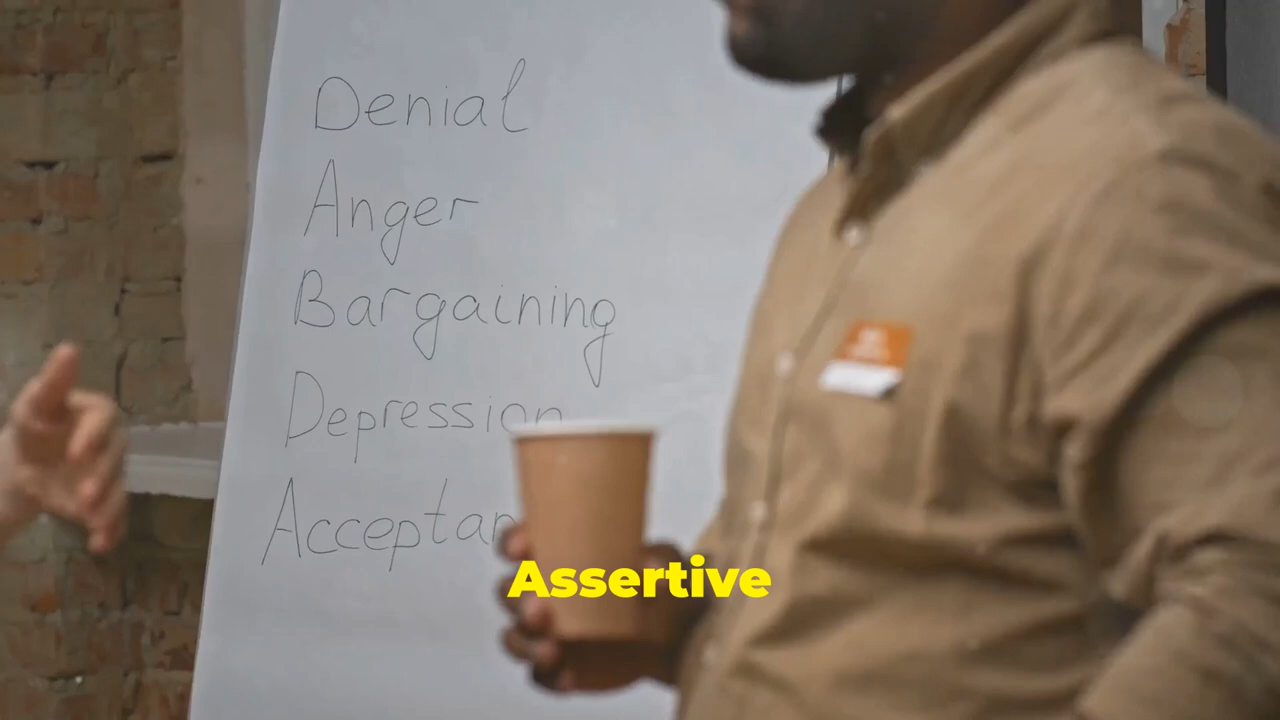 Denial
Anger
Bargaining
Depression
Acceptan
Assertive